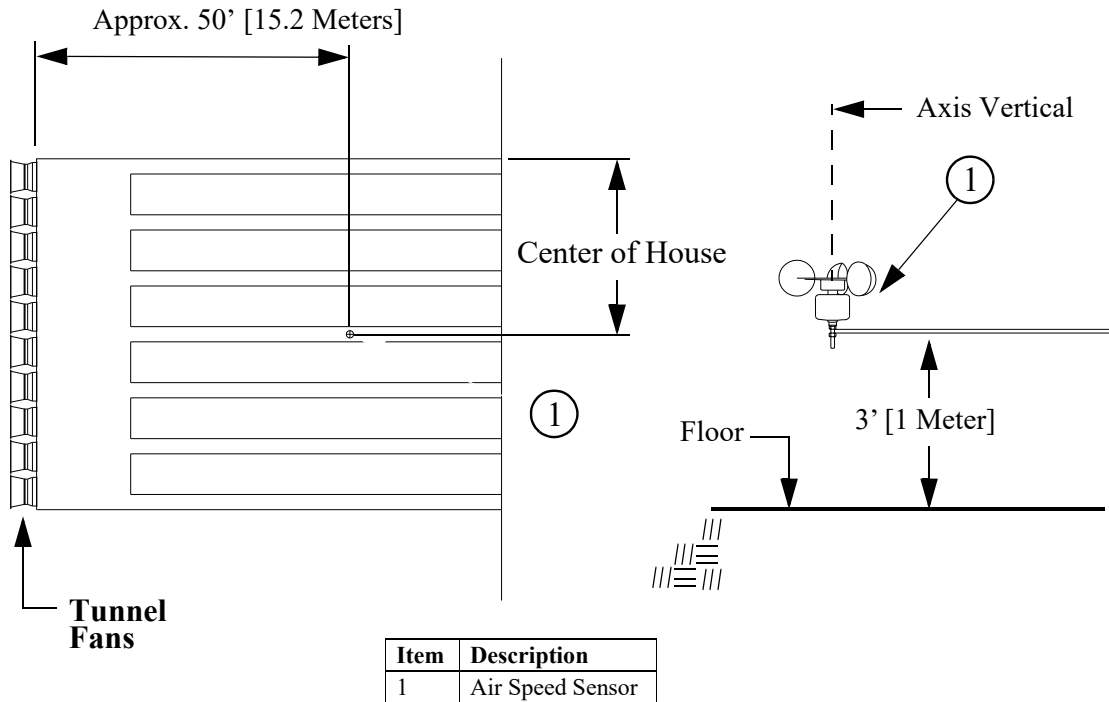 Approx. 50’ [15.2 Meters]
Axis Vertical
1
Center of House
1
3’ [1 Meter]
Floor
Tunnel
Fans
Item Description
1 Air Speed Sensor